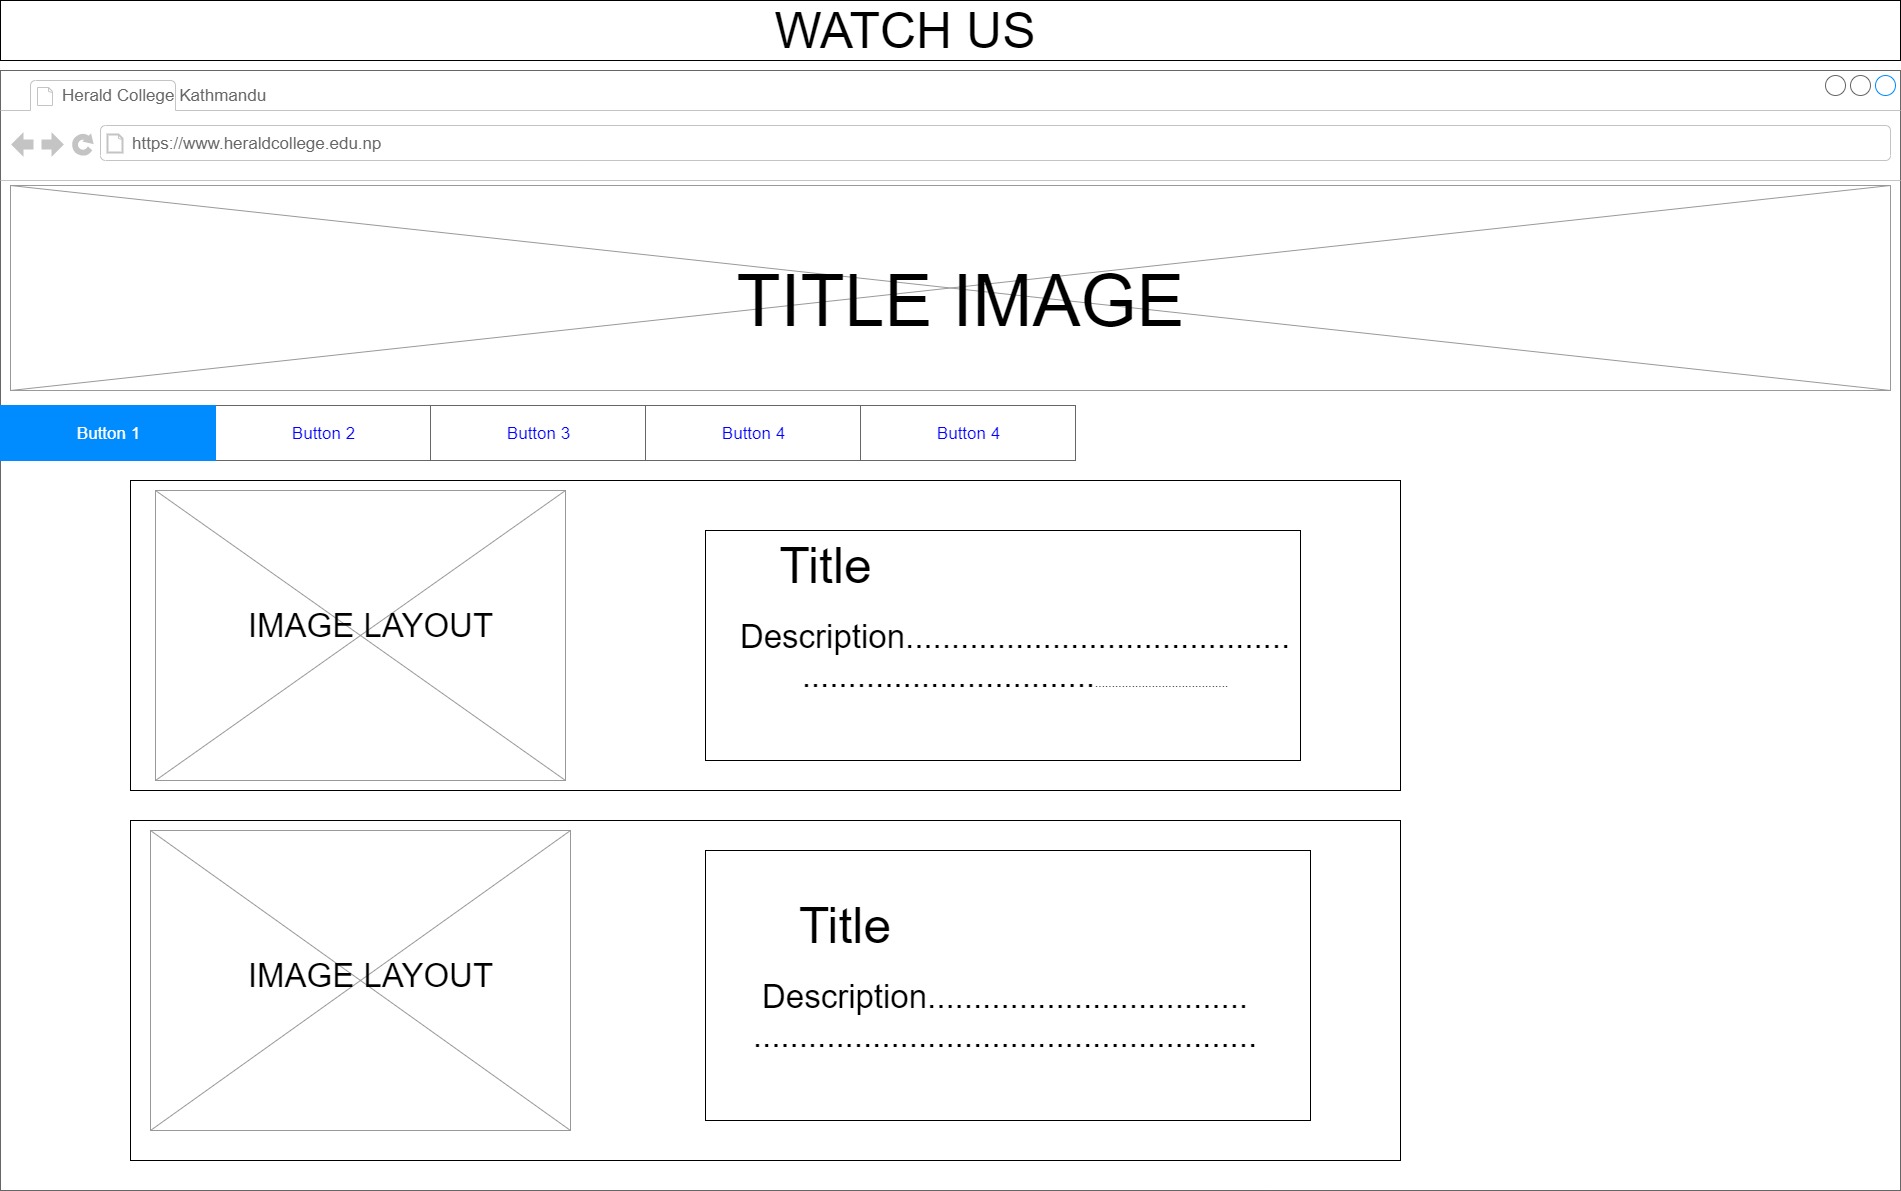 WATCH US
Herald College Kathmandu
https://www.heraldcollege.edu.np
TITLE IMAGE
Button 1 Button 2 Button 3 Button 4 Button 4
IMAGE LAYOUT
Title
Description..........................................
........................................................................
IMAGE LAYOUT
Title
Description...................................
.......................................................